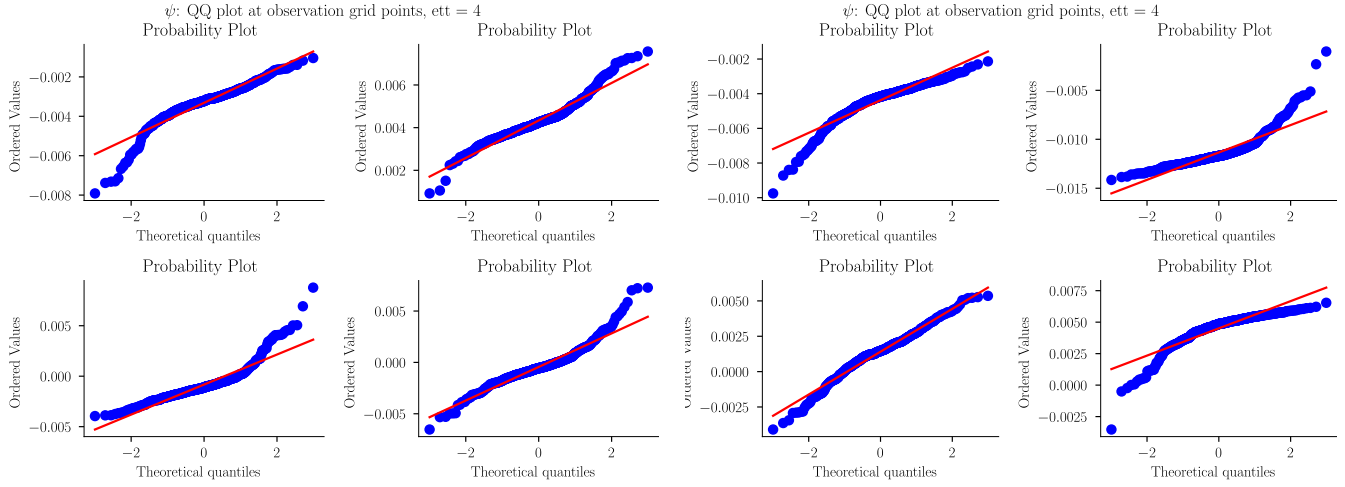 ψ: QQ plot at observation grid points, ett = 4
ψ: QQ plot at observation grid points, ett = 4
Probability Plot
Probability Plot
Probability Plot
Probability Plot
Ordered Values
−0.002
−0.004
−0.006
−0.008
−2
0
2
Theoretical quantiles
Ordered Values
0.006
0.004
0.002
−2
0
2
Theoretical quantiles
Ordered Values
−0.002
−0.004
−0.006
−0.008
−0.010
−2
0
2
Theoretical quantiles
Ordered Values
−0.005
−0.010
−0.015
−2
0
2
Theoretical quantiles
Probability Plot
Probability Plot
Probability Plot
Probability Plot
Ordered Values
0.005
0.000
−0.005
−2
0
2
Theoretical quantiles
Ordered Values
0.005
0.000
−0.005
−2
0
2
Theoretical quantiles
Ordered Values
0.0050
0.0025
0.0000
−0.0025
−2
0
2
Theoretical quantiles
Ordered Values
0.0075
0.0050
0.0025
0.0000
−0.0025
−2
0
2
Theoretical quantiles